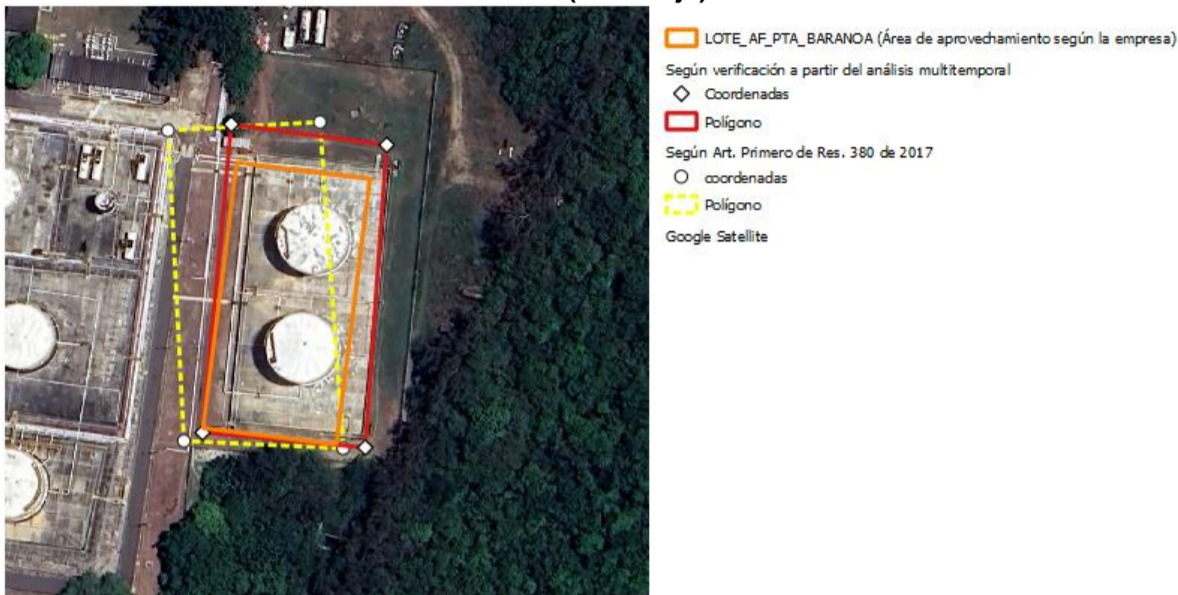 LOTE_AF_PTA_BARANOA (Área de aprovechamiento según la empresa)
Según verificación a partir del análisis multitemporal
Coordenadas
Polígono
Según Art. Primero de Res. 380 de 2017
coordenadas
Polígono
Google Satellite